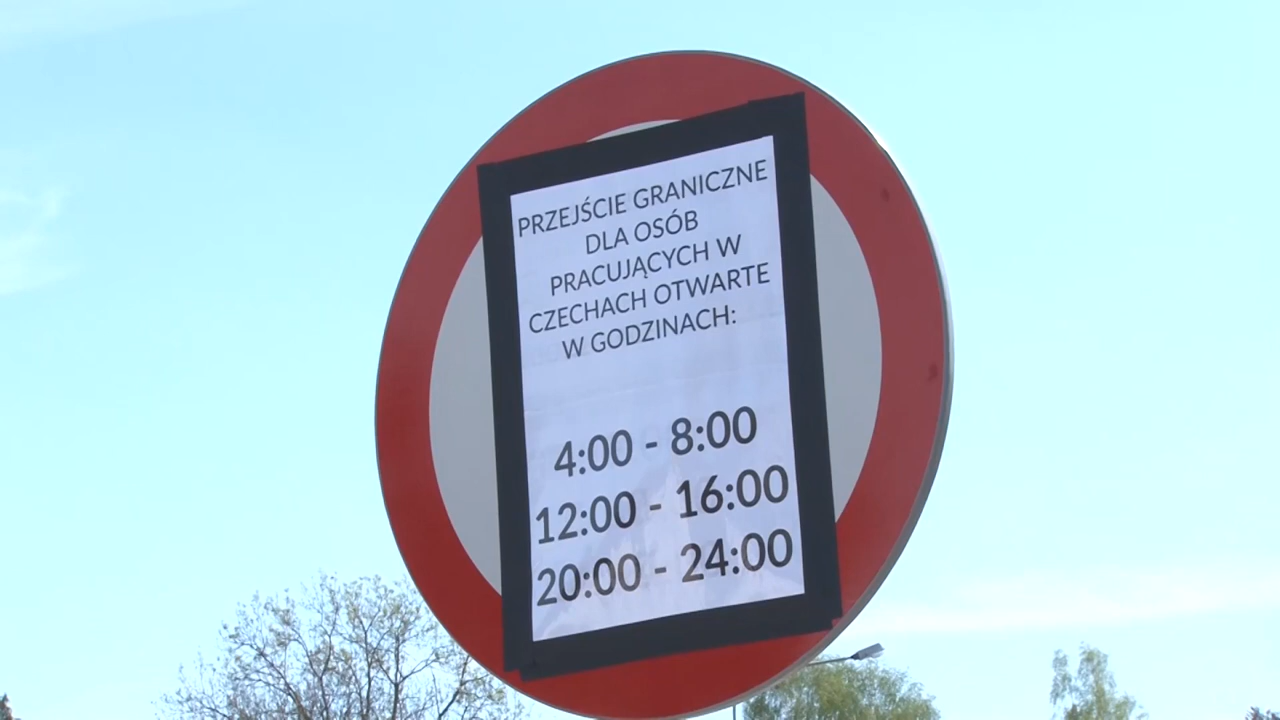 PRZEJŚCIE GRANICZNE
DLA OSÓB
PRACUJĄCYCH W
CZECHACH OTWARTE
W GODZINACH:
4:00 - 8:00
12:00 - 16:00
20:00 - 24:00